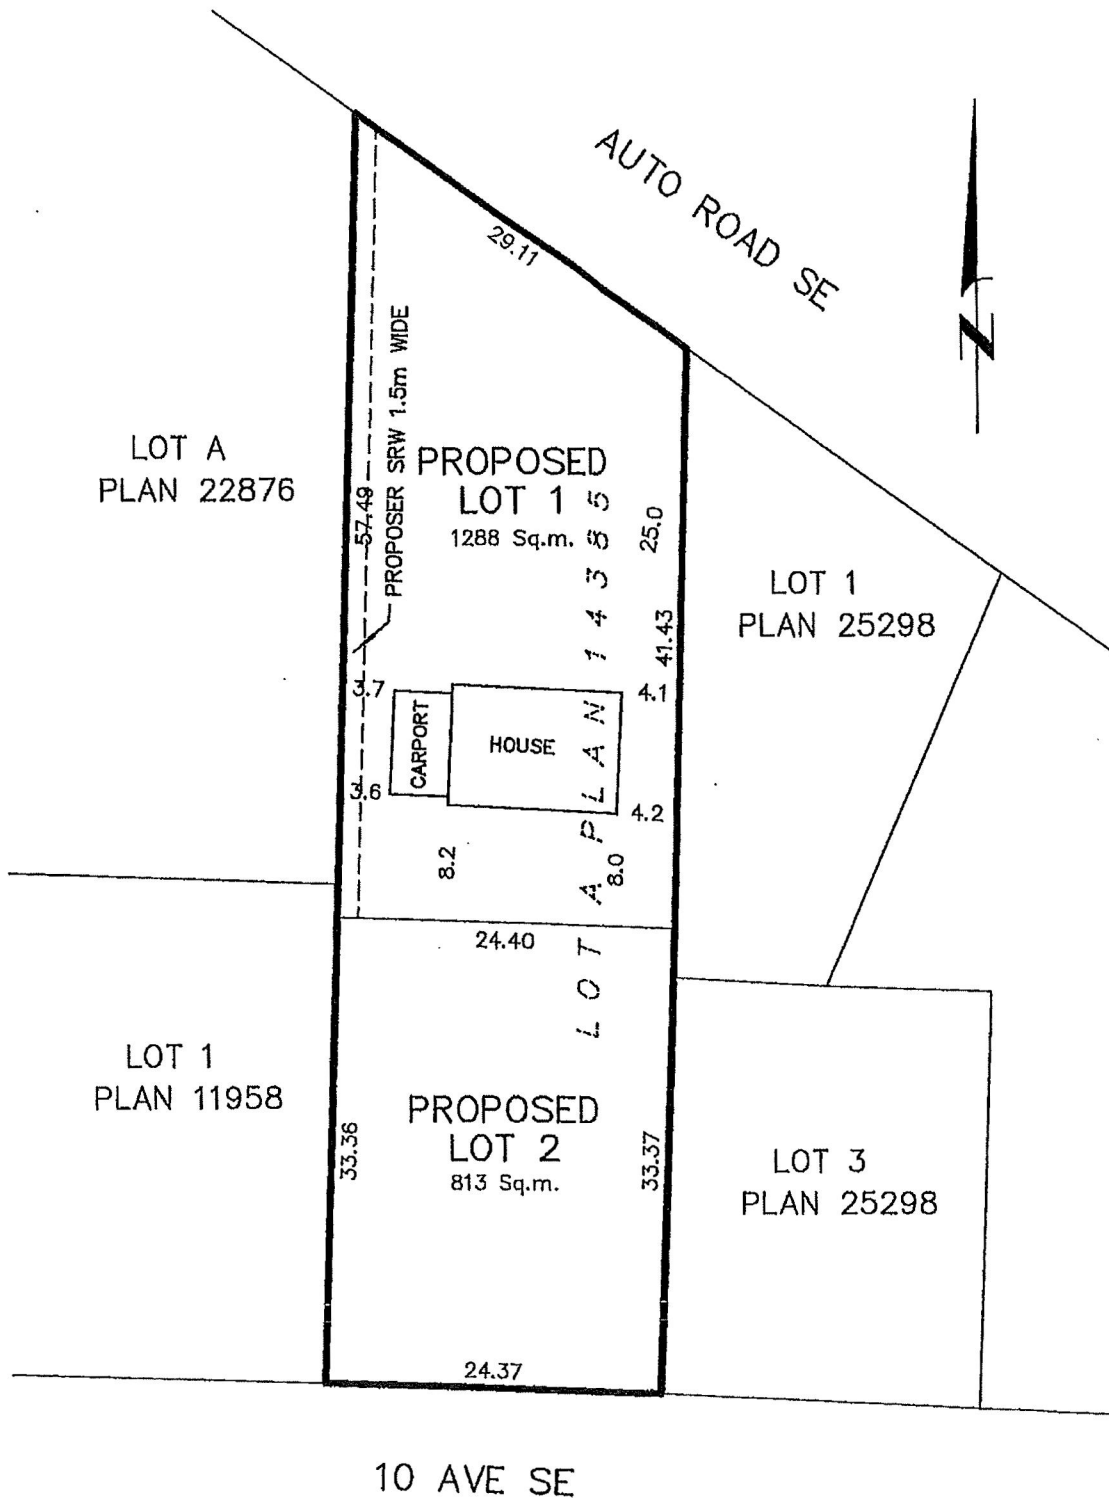 AUTO ROAD SE
29.11
N
PROPOSER SRW 1.5m WIDE
LOT A
PLAN 22876
57.49
PROPOSED
LOT 1
1288 Sq.m.
25.0
41.43
LOT 1
PLAN 25298
LOT A PLAN 14385
3.7
4.1
CARPORT
HOUSE
3.6
4.2
8.2
8.0
24.40
LOT 1
PLAN 11958
33.36
PROPOSED
LOT 2
813 Sq.m.
33.37
LOT 3
PLAN 25298
24.37
10 AVE SE